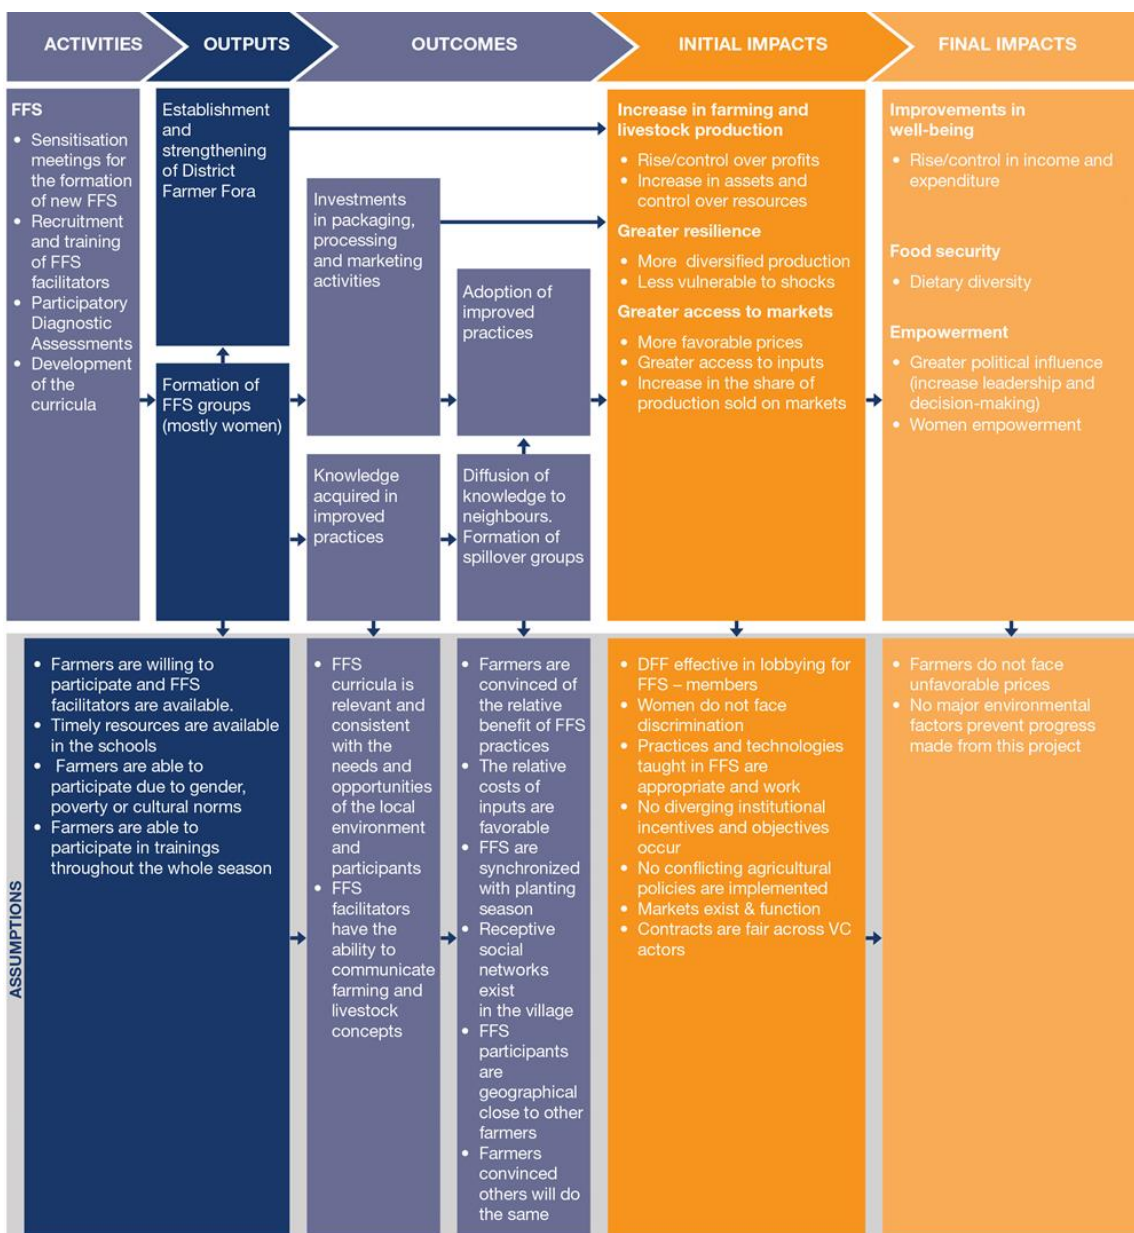 ACTIVITIES
OUTPUTS
OUTCOMES
INITIAL IMPACTS
FINAL IMPACTS
FFS
• Sensitisation
meetings for
the formation
of new FFS
• Recruitment
and training
of FFS
facilitators
• Participatory
Diagnostic
Assessments
• Development
of the
curricula
Establishment
and
strengthening
of District
Farmer Fora
Formation of
FFS groups
(mostly women)
Investments
in packaging,
processing
and marketing
activities
Knowledge
acquired in
improved
practices
Adoption of
improved
practices
Diffusion of
knowledge to
neighbours.
Formation of
spillover groups
Increase in farming and
livestock production
• Rise/control over profits
• Increase in assets and
control over resources
Greater resilience
• More diversified production
• Less vulnerable to shocks
Greater access to markets
• More favorable prices
• Greater access to inputs
• Increase in the share of
production sold on markets
Improvements in
well-being
• Rise/control in income and
expenditure
Food security
• Dietary diversity
Empowerment
• Greater political influence
(increase leadership and
decision-making)
• Women empowerment
ASSUMPTIONS
• Farmers are willing to
participate and FFS
facilitators are available.
• Timely resources are available
in the schools
• Farmers are able to
participate due to gender,
poverty or cultural norms
• Farmers are able to
participate in trainings
throughout the whole season
• FFS
curricula is
relevant and
consistent
with the
needs and
opportunities
of the local
environment
and
participants
• FFS
facilitators
have the
ability to
communicate
farming and
livestock
concepts
• Farmers are
convinced of
the relative
benefit of FFS
practices
• The relative
costs of
inputs are
favorable
• FFS are
synchronized
with planting
season
• Receptive
social
networks
exist
in the village
• FFS
participants
are
geographical
close to other
farmers
• Farmers
convinced
others will do
the same
• DFF effective in lobbying for
FFS – members
• Women do not face
discrimination
• Practices and technologies
taught in FFS are
appropriate and work
• No diverging institutional
incentives and objectives
occur
• No conflicting agricultural
policies are implemented
• Markets exist & function
• Contracts are fair across VC
actors
• Farmers do not face
unfavorable prices
• No major environmental
factors prevent progress
made from this project